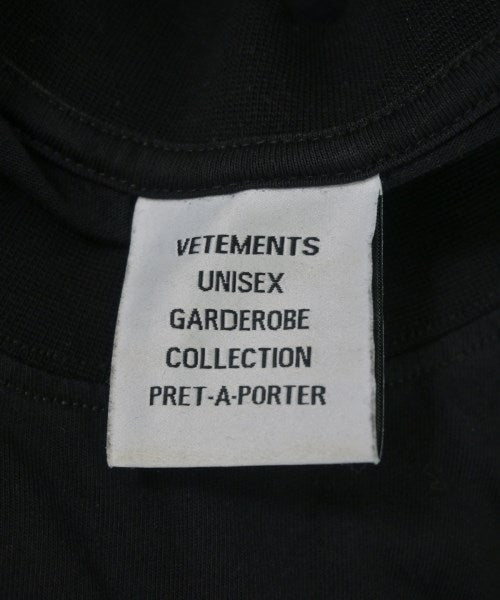 VETEMENTS
UNISEX
GARDEROBE
COLLECTION
PRET-A-PORTER